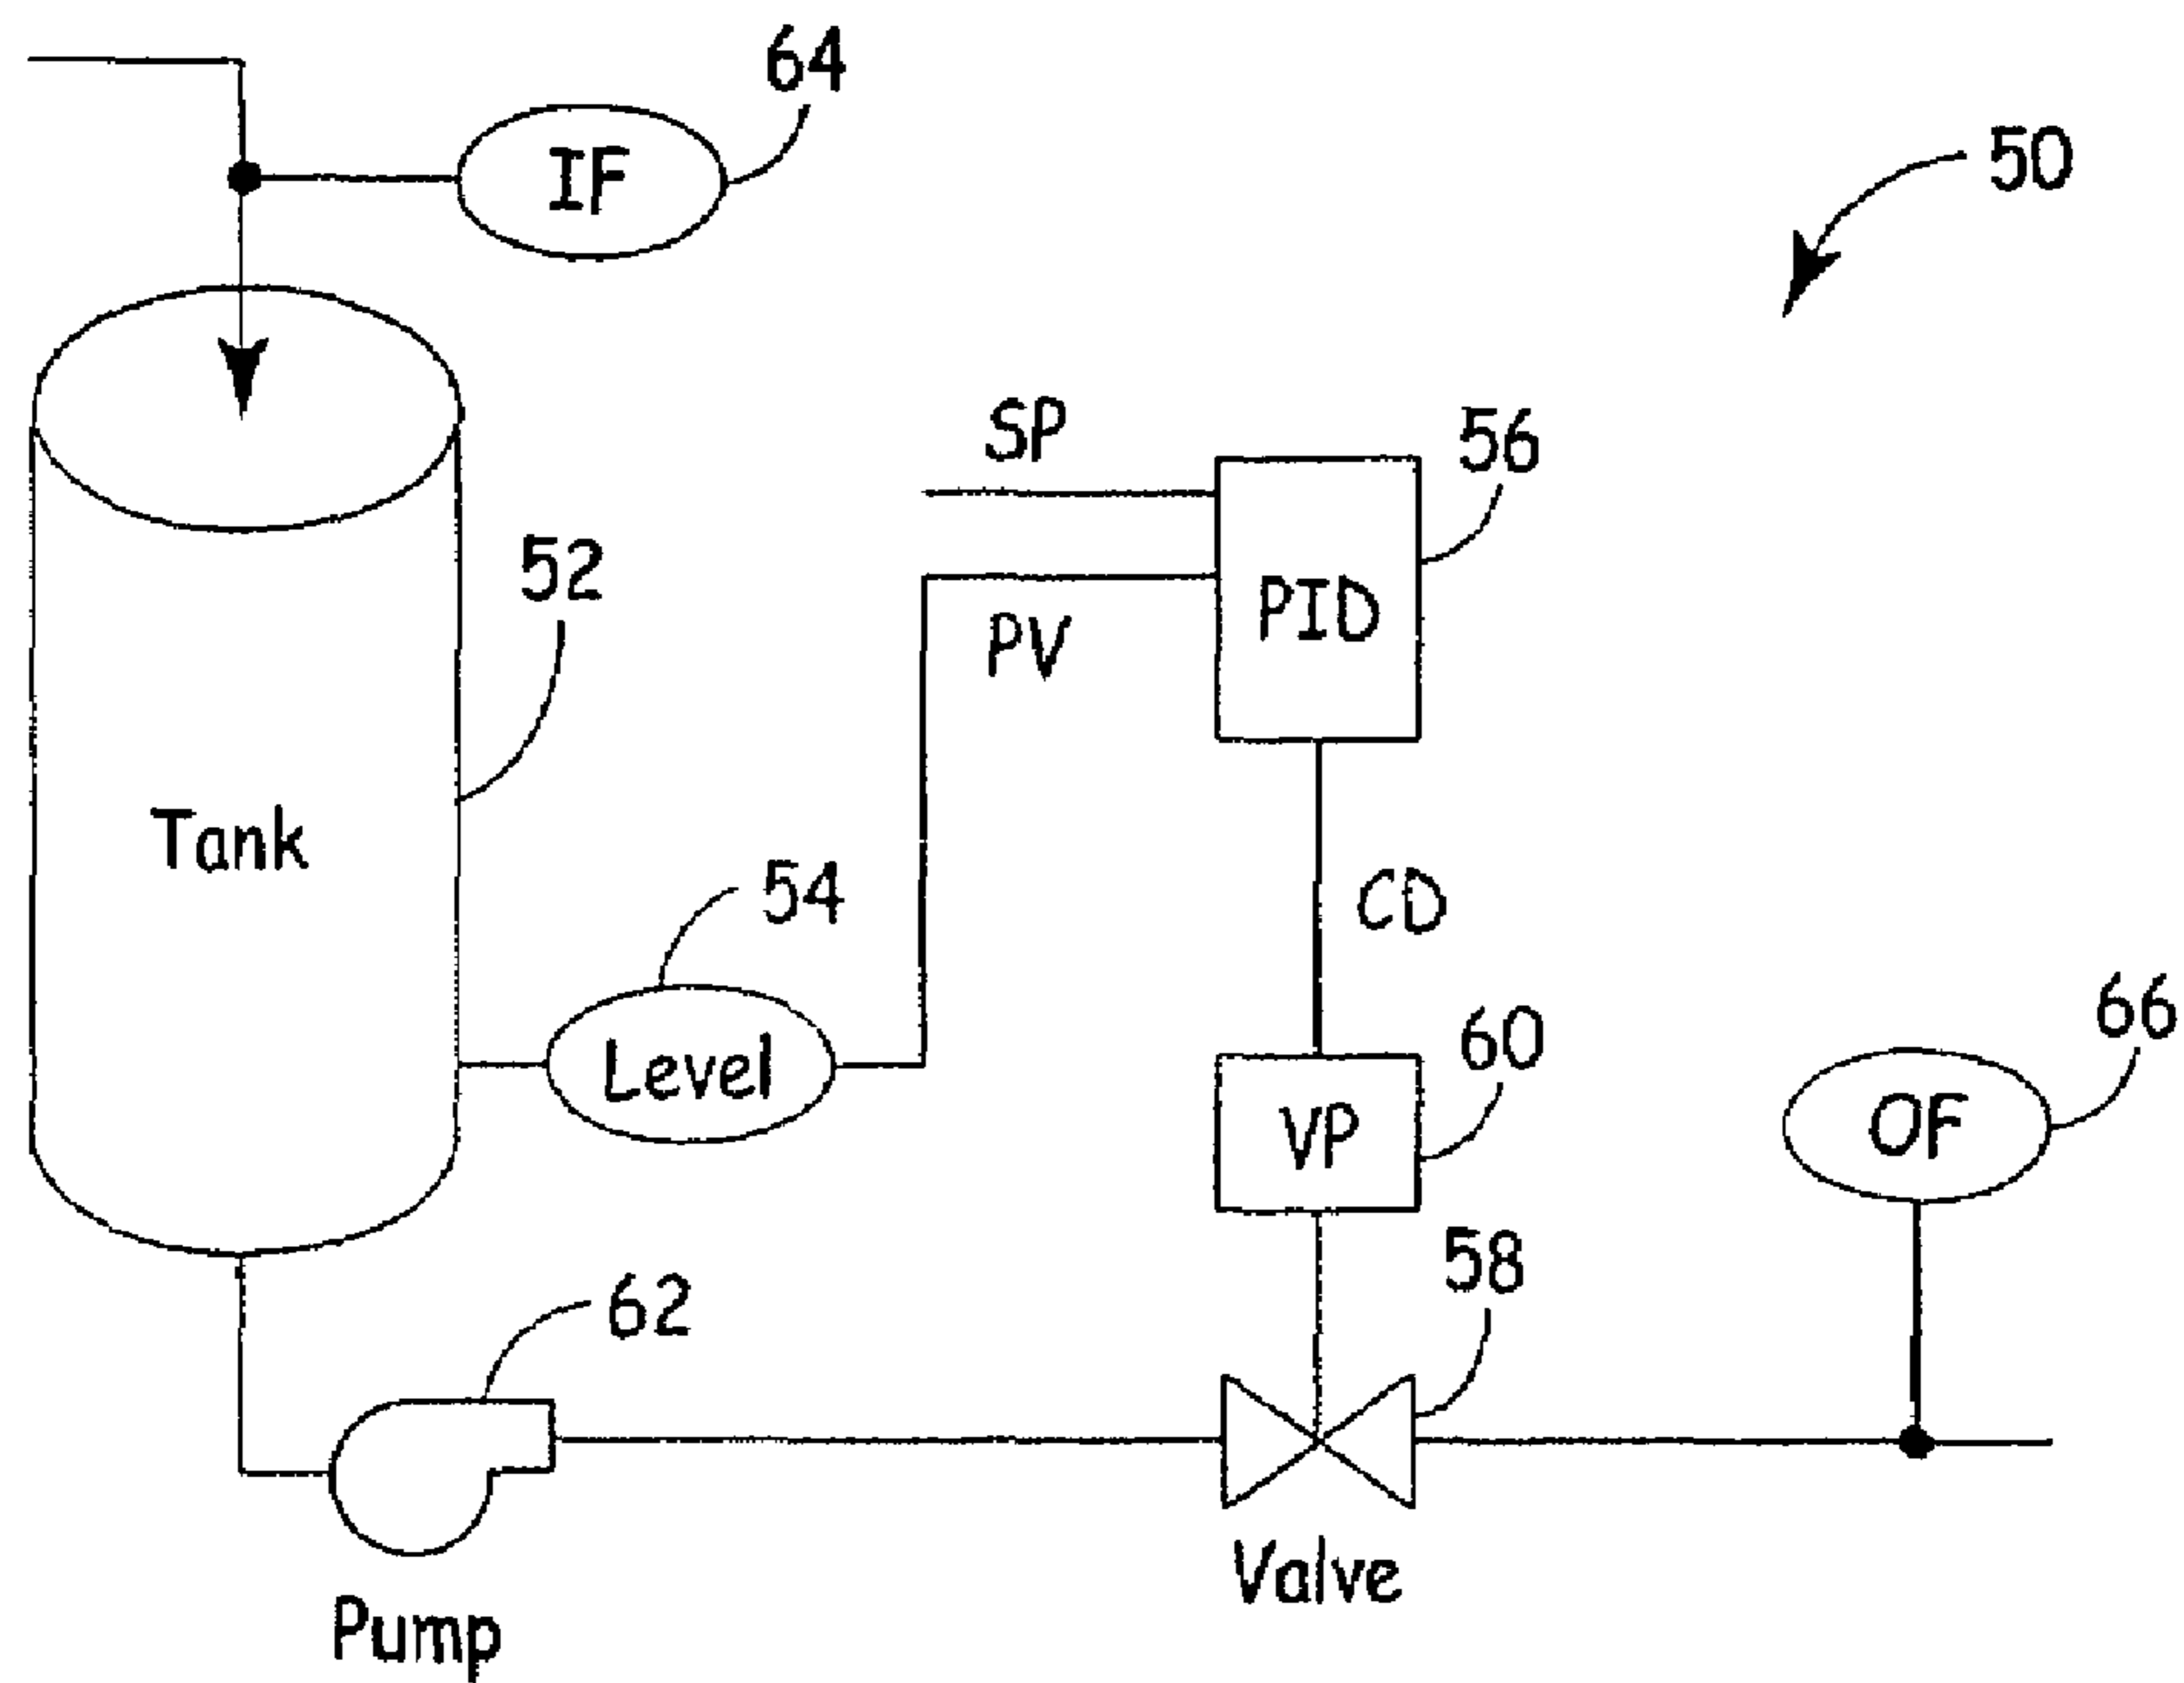 64
IF
50
SP
56
52
PV
PID
Tank
54
CD
66
Level
60
VP
OF
58
62
Valve
Pump